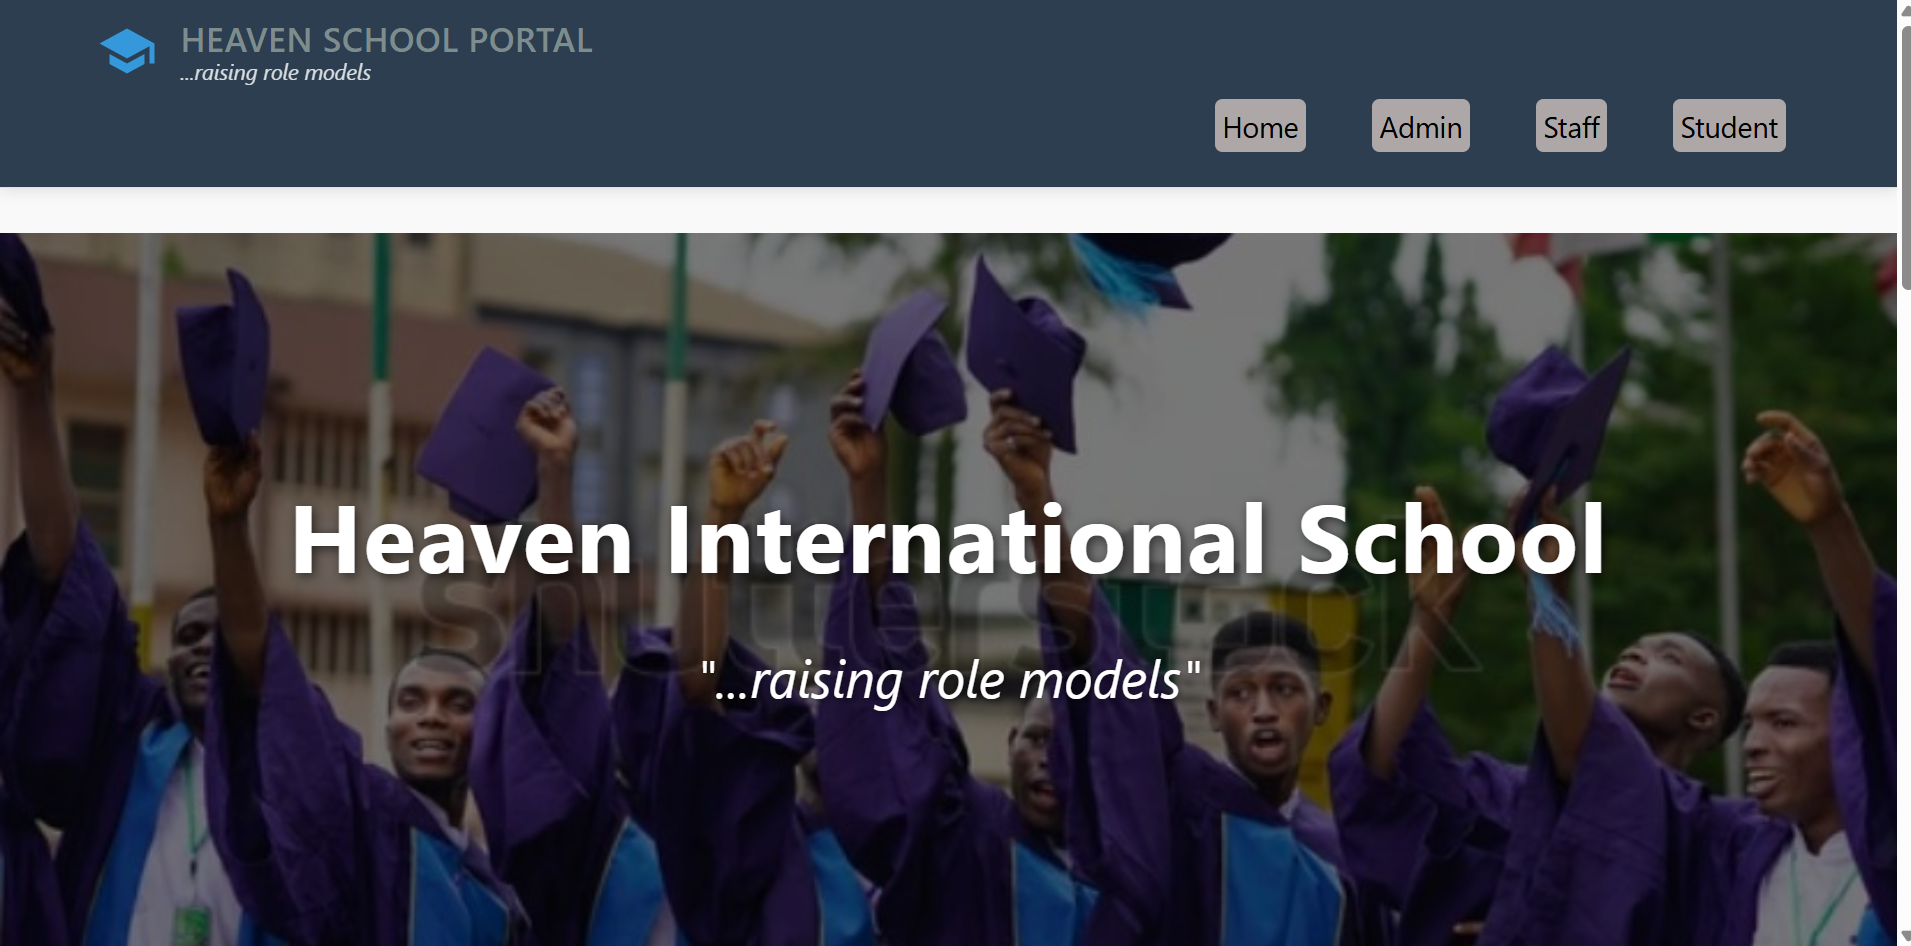 HEAVEN SCHOOL PORTAL
...raising role models
Home Admin Staff Student
Heaven International School
shutterstock
"...raising role models"